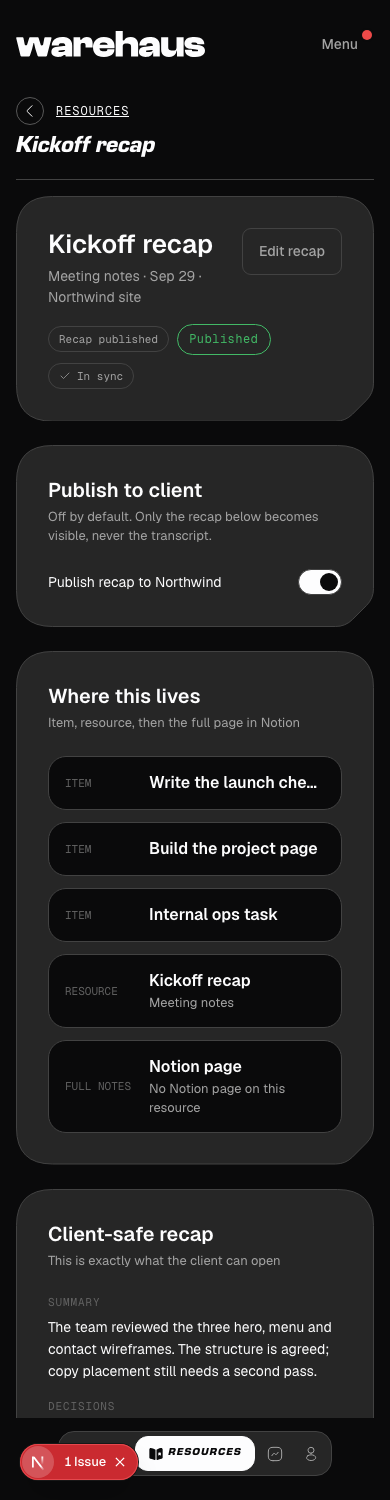 warehaus
Menu
RESOURCES
Kickoff recap
Kickoff recap
Edit recap
Meeting notes · Sep 29 ·
Northwind site
Recap published
Published
In sync
Publish to client
Off by default. Only the recap below becomes
visible, never the transcript.
Publish recap to Northwind
Where this lives
Item, resource, then the full page in Notion
ITEM
Write the launch che...
ITEM
Build the project page
ITEM
Internal ops task
RESOURCE
Kickoff recap
Meeting notes
FULL NOTES
Notion page
No Notion page on this
resource
Client-safe recap
This is exactly what the client can open
SUMMARY
The team reviewed the three hero, menu and
contact wireframes. The structure is agreed;
copy placement still needs a second pass.
DECISIONS
N
1 Issue
RESOURCES